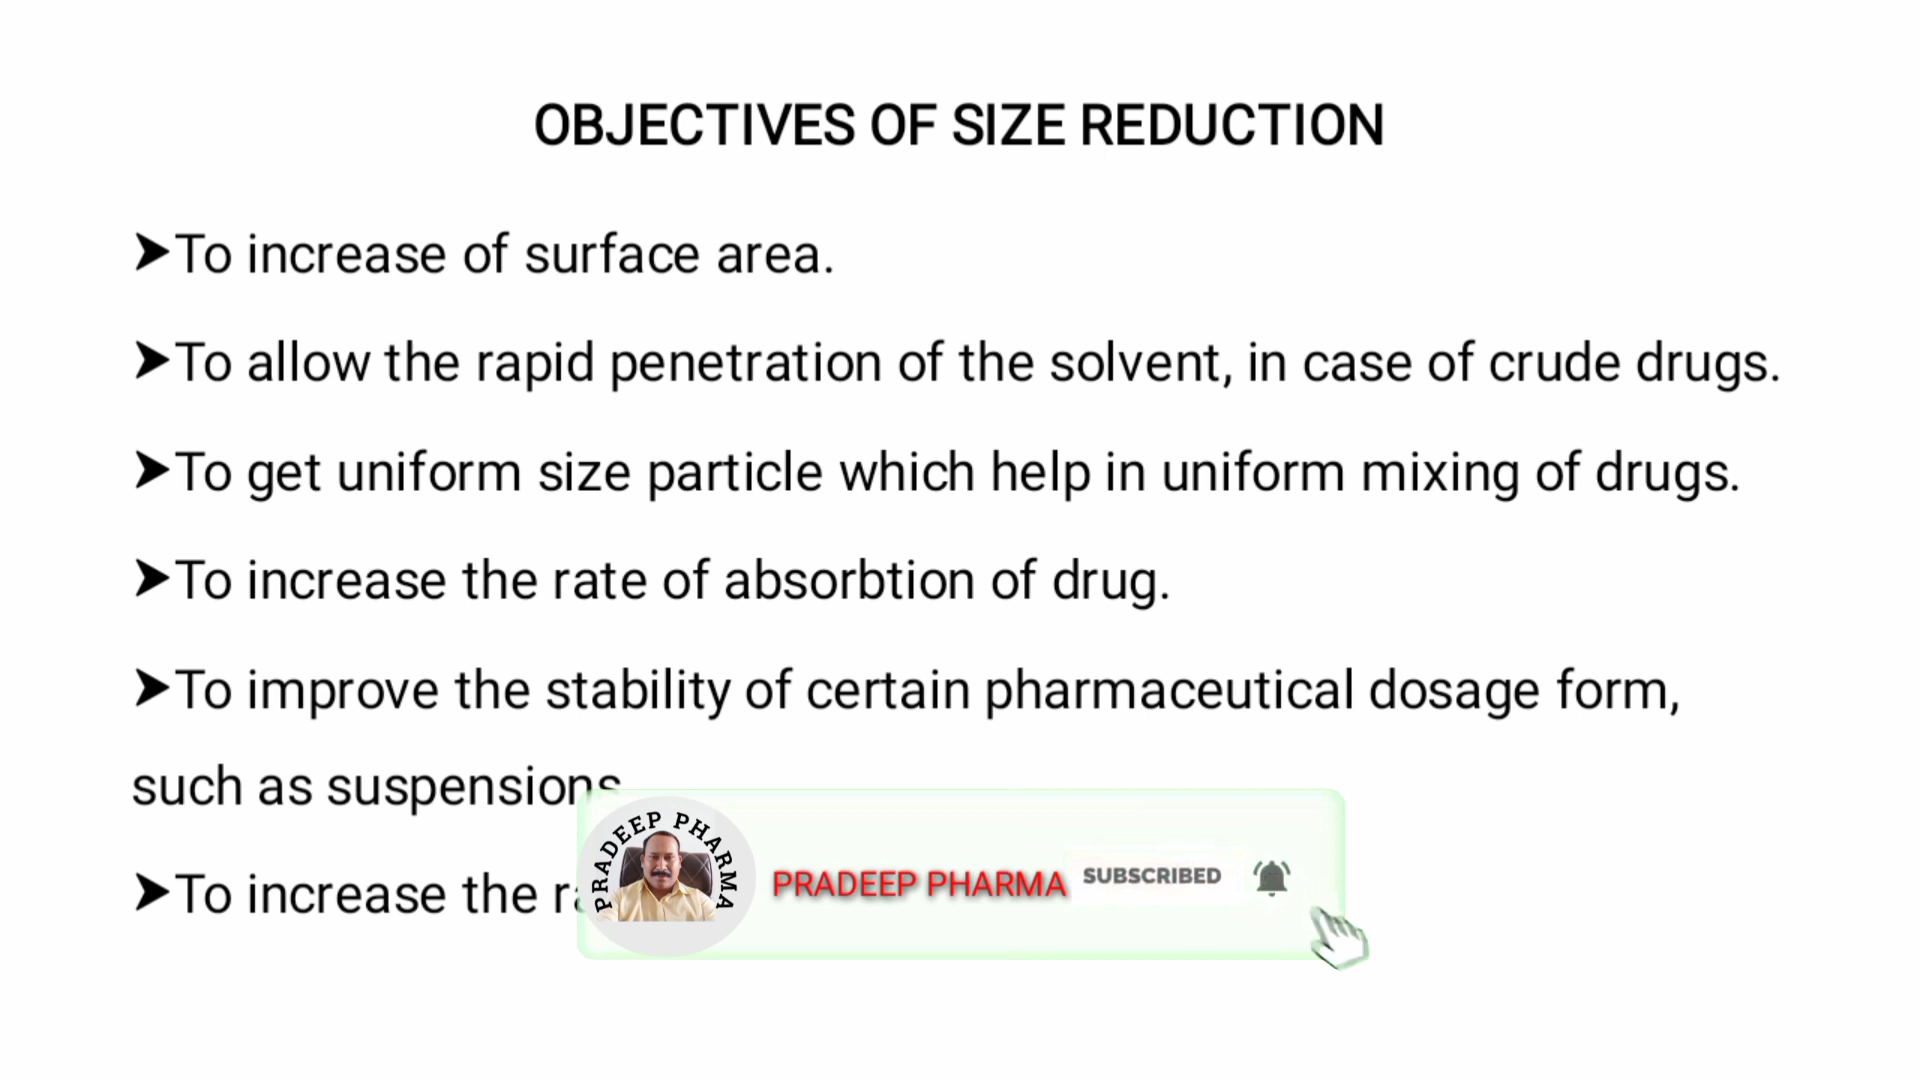 OBJECTIVES OF SIZE REDUCTION
➤To increase of surface area.
➤To allow the rapid penetration of the solvent, in case of crude drugs.
➤To get uniform size particle which help in uniform mixing of drugs.
➤To increase the rate of absorbtion of drug.
➤To improve the stability of certain pharmaceutical dosage form,
such as suspensions
➤To increase the
PRADEEP PHARMA
PRADEEP PHARMA SUBSCRIBED